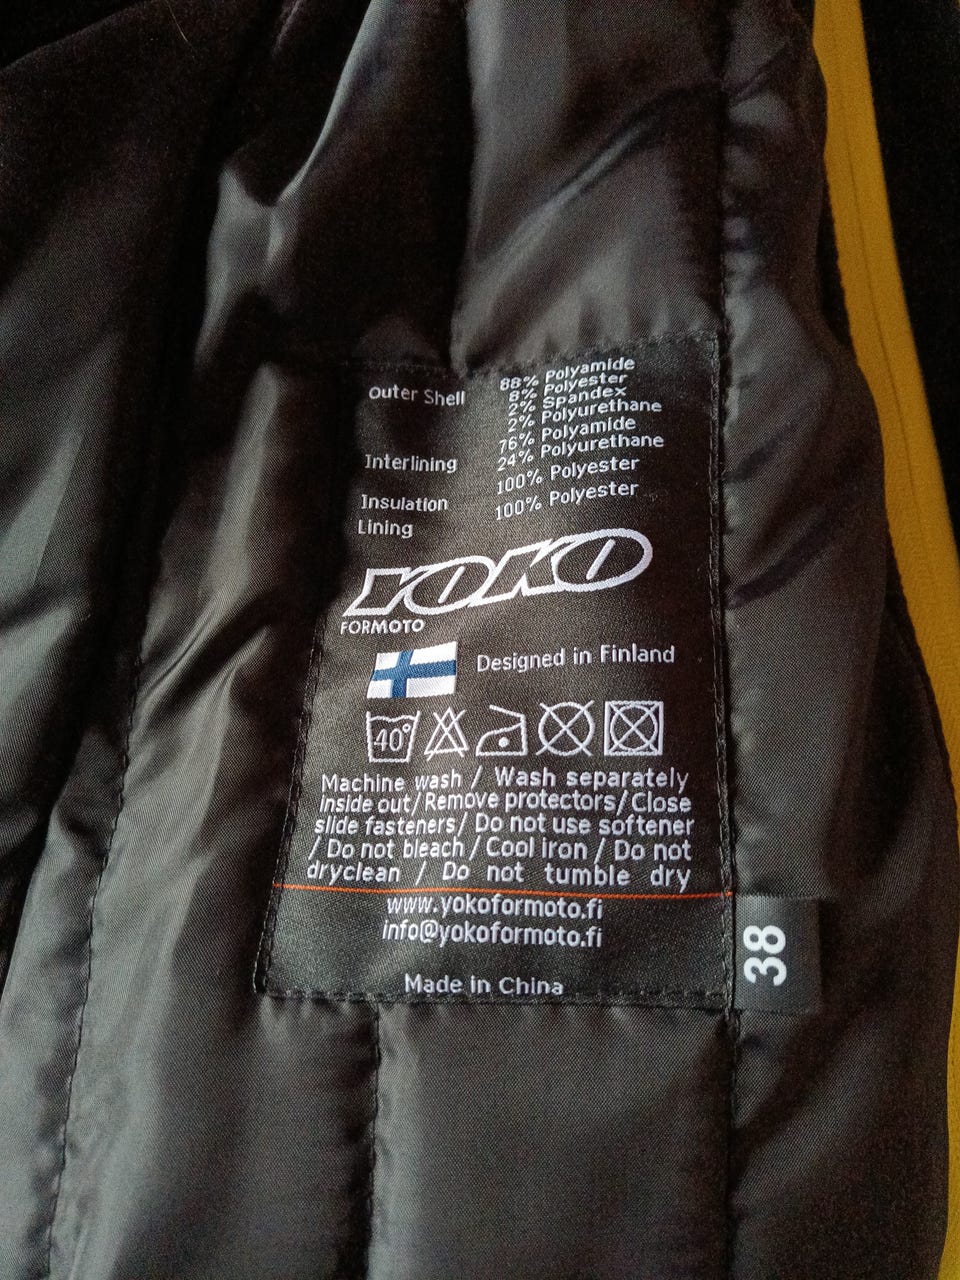 Outer Shell
88% Polyamide
8% Polyester
2% Spandex
2% Polyurethane
Interlining
76% Polyamide
24% Polyurethane
Insulation
100% Polyester
Lining
100% Polyester
YOKO
FORMOTO
Designed in Finland
40°
Machine wash / Wash separately
inside out/Remove protectors/Close
slide fasteners/ Do not use softener
/ Do not bleach / Cool iron / Do not
dryclean / Do not tumble dry
www.yokoformoto.fi
info@yokoformoto.fi
38
Made in China